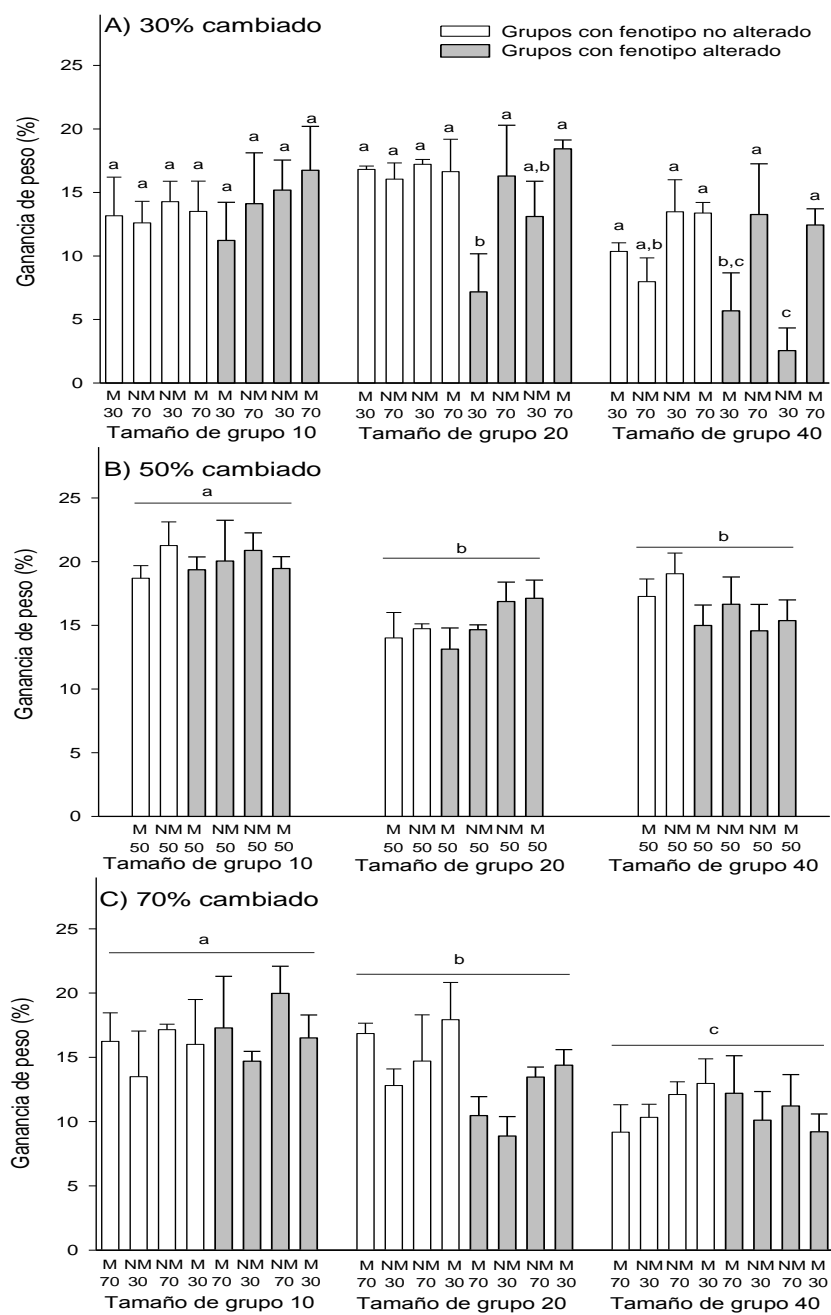 A) 30% cambiado
Grupos con fenotipo no alterado
Grupos con fenotipo alterado
Ganancia de peso (%)
25
20
15
10
5
0
a a a a a a a a
a a a a b a a,b a
a a,b a a b,c a c a
M NM NM M M NM NM M
30 70 30 70 30 70 30 70
Tamaño de grupo 10
M NM NM M M NM NM M
30 70 30 70 30 70 30 70
Tamaño de grupo 20
M NM NM M M NM NM M
30 70 30 70 30 70 30 70
Tamaño de grupo 40
B) 50% cambiado
Ganancia de peso (%)
25
20
15
10
5
0
a
b
b
M NM M NM NM M
50 50 50 50 50 50
Tamaño de grupo 10
M NM M NM NM M
50 50 50 50 50 50
Tamaño de grupo 20
M NM M NM NM M
50 50 50 50 50 50
Tamaño de grupo 40
C) 70% cambiado
Ganancia de peso (%)
25
20
15
10
5
0
a
b
c
M NM NM M M NM NM M
70 30 70 30 70 30 70 30
Tamaño de grupo 10
M NM NM M M NM NM M
70 30 70 30 70 30 70 30
Tamaño de grupo 20
M NM NM M M NM NM M
70 30 70 30 70 30 70 30
Tamaño de grupo 40